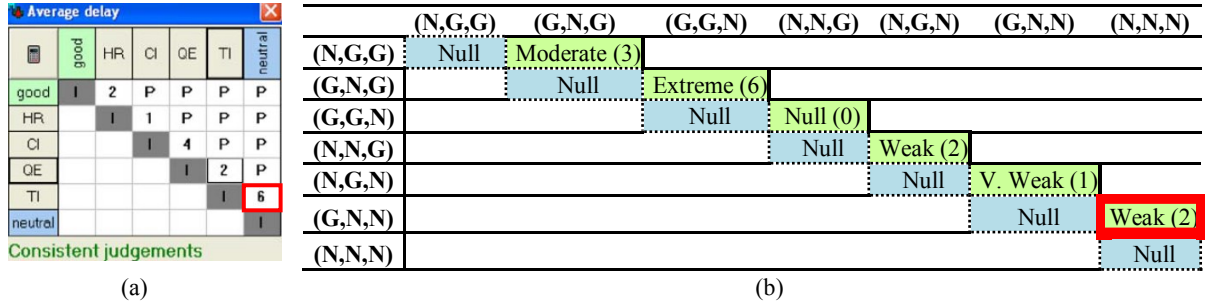 Average delay
good HR CI QE TI neutral
good I 2 P P P P
HR I 1 P P P
CI I 4 P P
QE I 2 P
TI I 6
neutral I
Consistent judgements
(a)
(N,G,G) (G,N,G) (G,G,N) (N,N,G) (N,G,N) (G,N,N) (N,N,N)
(N,G,G) Null Moderate (3)
(G,N,G) Null Extreme (6)
(G,G,N) Null Null (0)
(N,N,G) Null Weak (2)
(N,G,N) Null V. Weak (1)
(G,N,N) Null Weak (2)
(N,N,N) Null
(b)